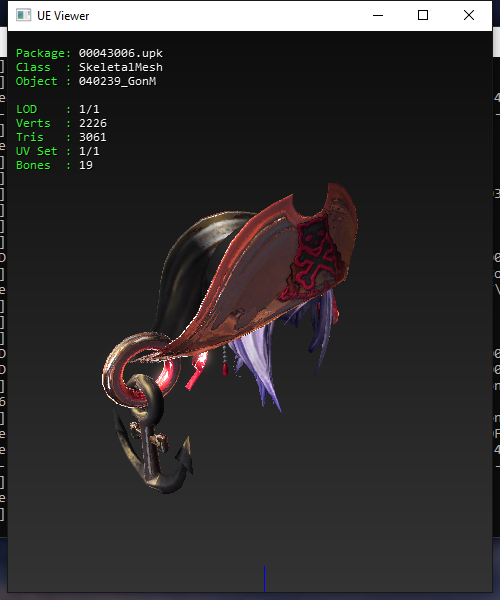 UE Viewer
Package: 00043006.upk
Class : SkeletalMesh
Object : 040239_GonM
LOD : 1/1
Verts : 2226
Tris : 3061
UV Set : 1/1
Bones : 19